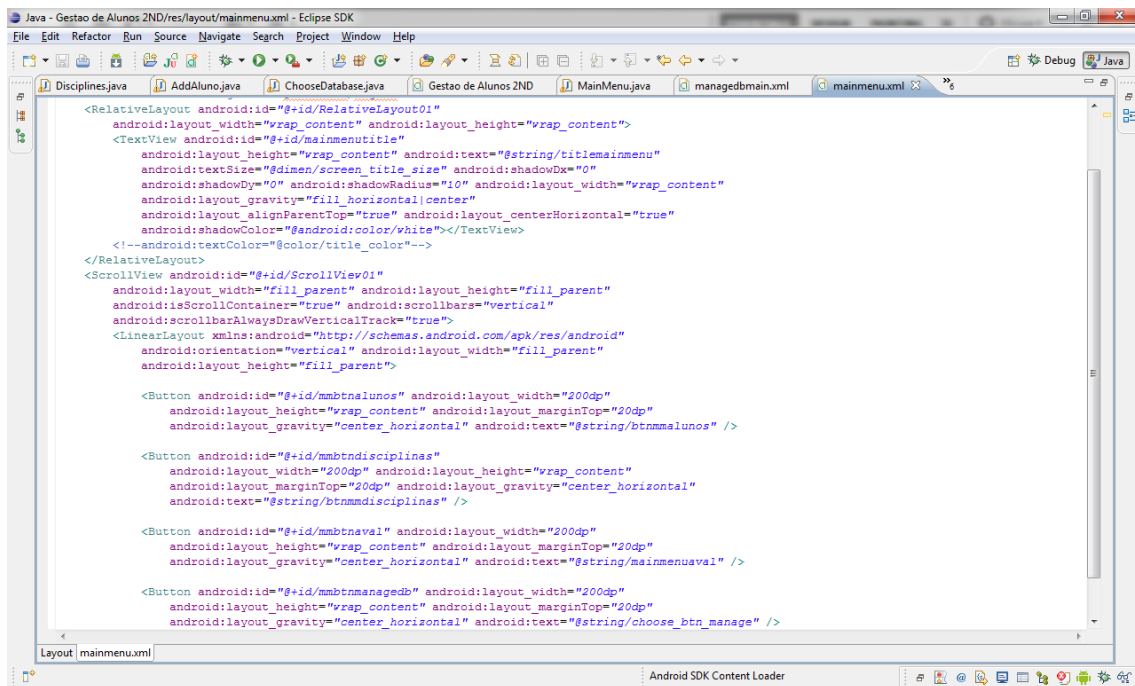 Java - Gestao de Alunos 2ND/res/layout/mainmenu.xml - Eclipse SDK
File Edit Refactor Run Source Navigate Search Project Window Help
Debug Java
Disciplines.java AddAluno.java ChooseDatabase.java Gestao de Alunos 2ND MainMenu.java managedbmain.xml mainmenu.xml »6
<RelativeLayout android:id="@+id/RelativeLayout01"
android:layout_width="wrap_content" android:layout_height="wrap_content">
<TextView android:id="@+id/mainmenutitle"
android:layout_height="wrap_content" android:text="@string/titlemainmenu"
android:textSize="@dimen/screen_title_size" android:shadowDx="0"
android:shadowDy="0" android:shadowRadius="10" android:layout_width="wrap_content"
android:layout_gravity="fill_horizontal|center"
android:layout_alignParentTop="true" android:layout_centerHorizontal="true"
android:shadowColor="@android:color/white"></TextView>
<!--android:textColor="@color/title_color"-->
</RelativeLayout>
<ScrollView android:id="@+id/ScrollView01"
android:layout_width="fill_parent" android:layout_height="fill_parent"
android:isScrollContainer="true" android:scrollbars="vertical"
android:scrollbarAlwaysDrawVerticalTrack="true">
<LinearLayout xmlns:android="http://schemas.android.com/apk/res/android"
android:orientation="vertical" android:layout_width="fill_parent"
android:layout_height="fill_parent">
<Button android:id="@+id/mmbtnalunos" android:layout_width="200dp"
android:layout_height="wrap_content" android:layout_marginTop="20dp"
android:layout_gravity="center_horizontal" android:text="@string/btnmmalunos" />
<Button android:id="@+id/mmbtndisciplinas"
android:layout_width="200dp" android:layout_height="wrap_content"
android:layout_marginTop="20dp" android:layout_gravity="center_horizontal"
android:text="@string/btnmmdisciplinas" />
<Button android:id="@+id/mmbtnaval" android:layout_width="200dp"
android:layout_height="wrap_content" android:layout_marginTop="20dp"
android:layout_gravity="center_horizontal" android:text="@string/mainmenuaval" />
<Button android:id="@+id/mmbtnmanagedb" android:layout_width="200dp"
android:layout_height="wrap_content" android:layout_marginTop="20dp"
android:layout_gravity="center_horizontal" android:text="@string/choose_btn_manage" />
Layout mainmenu.xml
Android SDK Content Loader